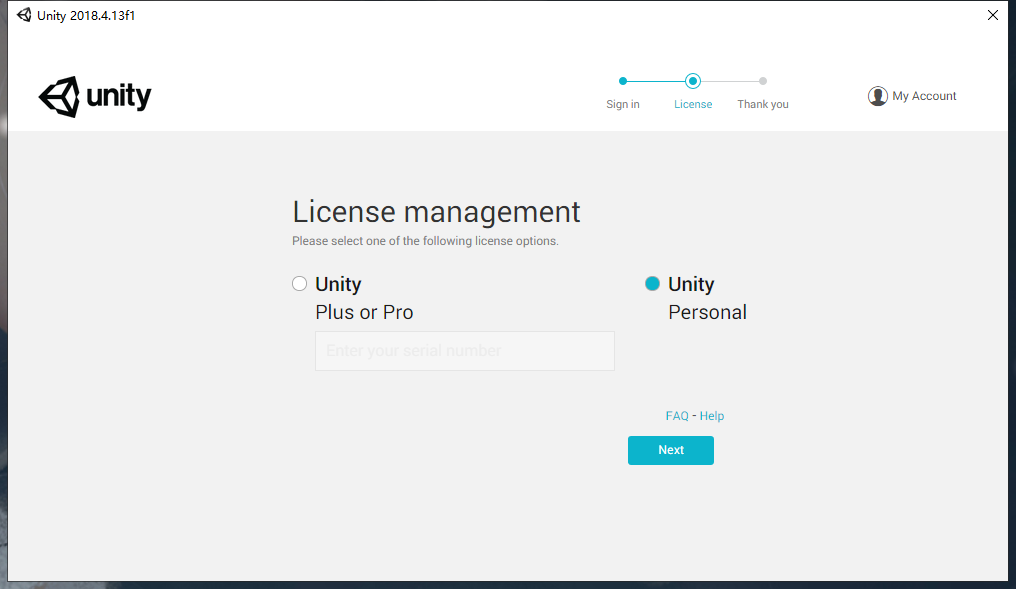 Unity 2018.4.13f1
unity
Sign in
License
Thank you
My Account
License management
Please select one of the following license options.
Unity
Plus or Pro
Enter your serial number
Unity
Personal
FAQ - Help
Next